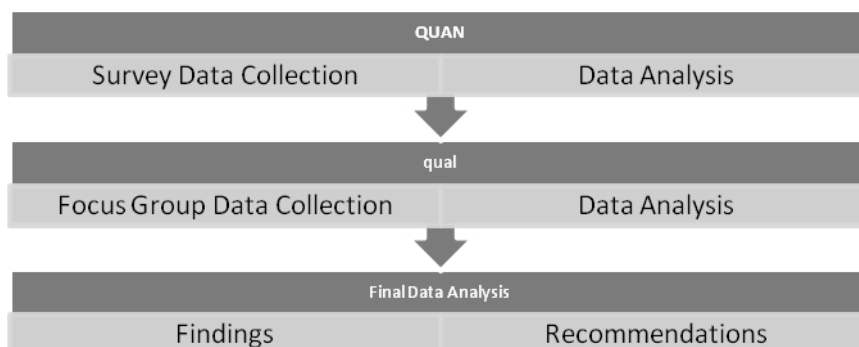 QUAN
Survey Data Collection Data Analysis
qual
Focus Group Data Collection Data Analysis
Final Data Analysis
Findings Recommendations